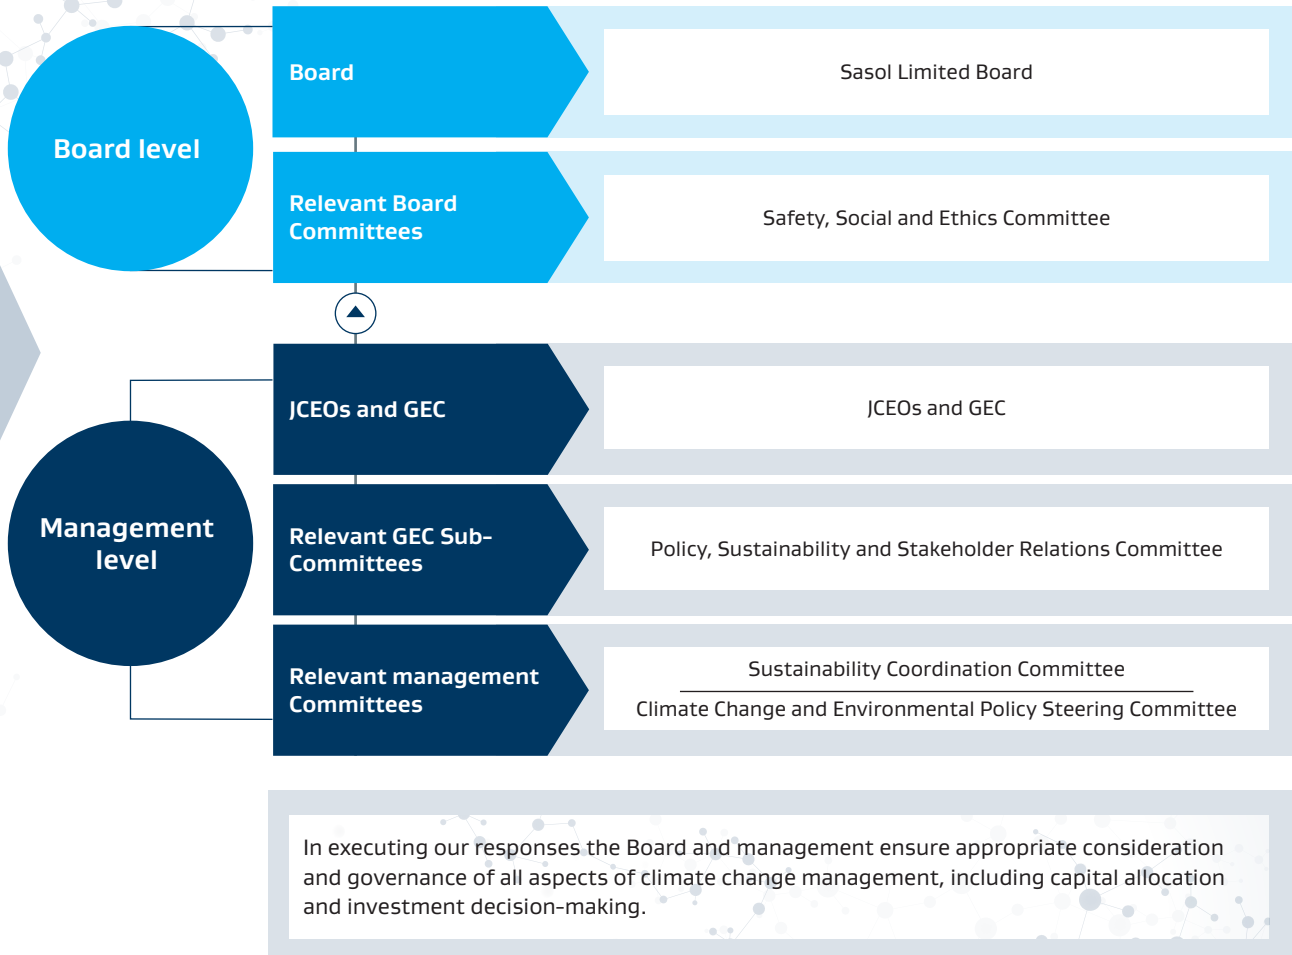 Board level
Board
Sasol Limited Board
Relevant Board
Committees
Safety, Social and Ethics Committee
Management
level
JCEOs and GEC
JCEOs and GEC
Relevant GEC Sub-
Committees
Policy, Sustainability and Stakeholder Relations Committee
Relevant management
Committees
Sustainability Coordination Committee
Climate Change and Environmental Policy Steering Committee
In executing our responses the Board and management ensure appropriate consideration
and governance of all aspects of climate change management, including capital allocation
and investment decision-making.